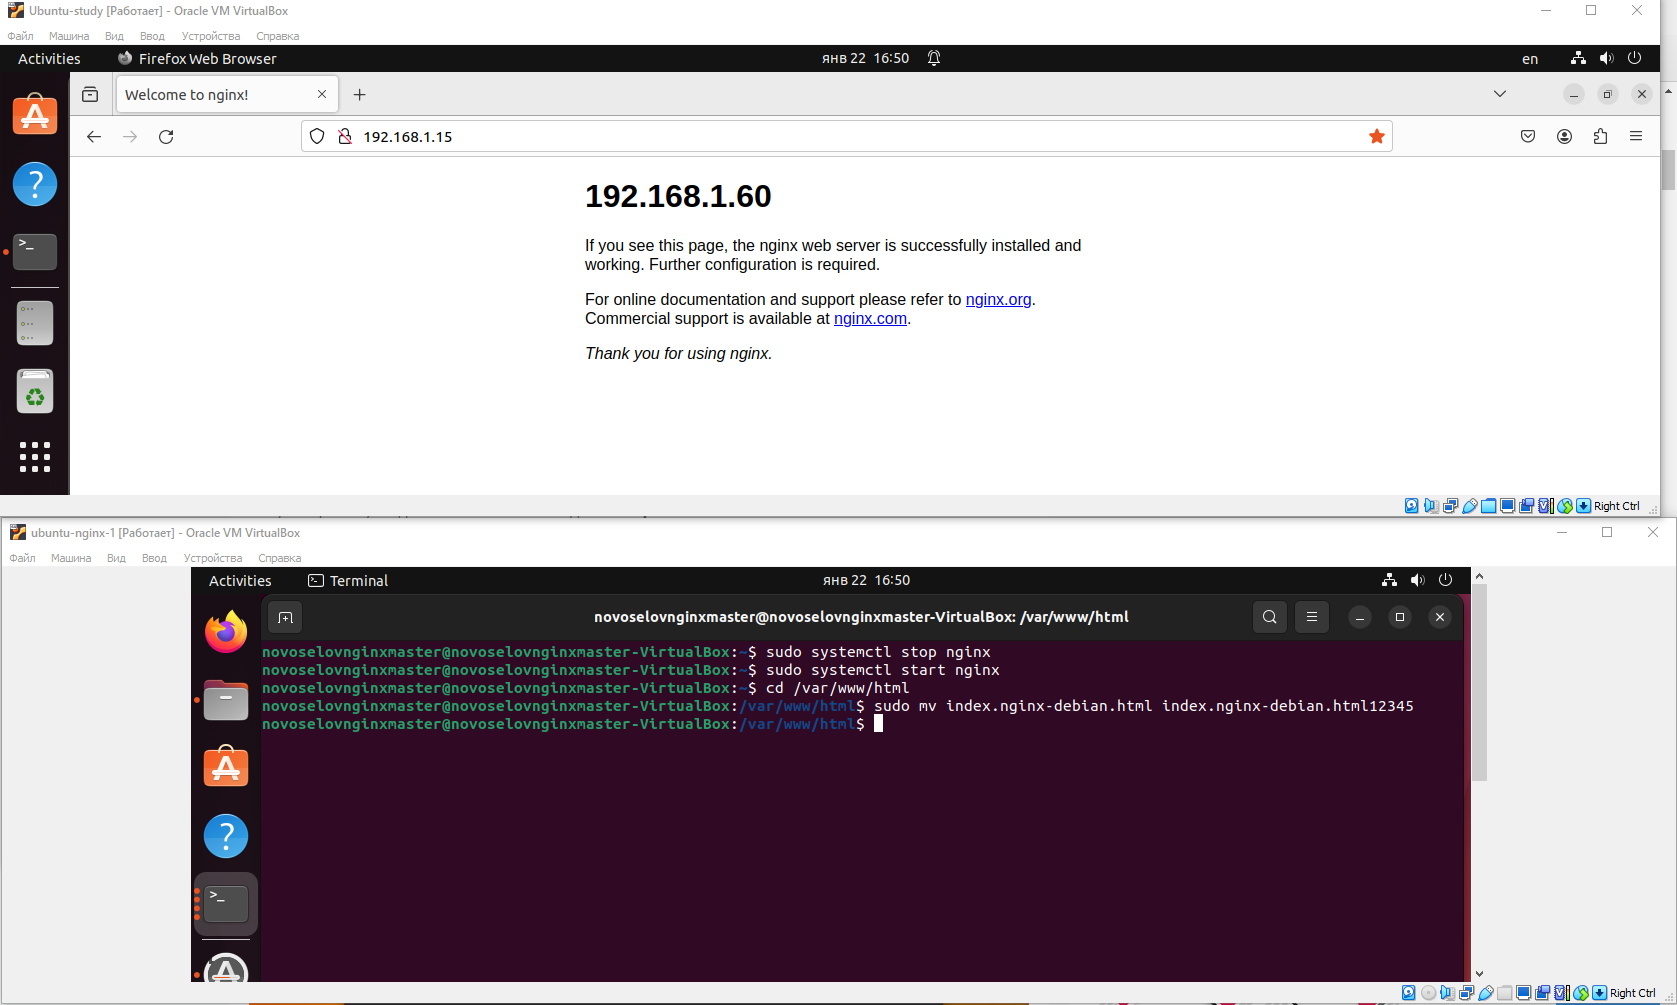 Ubuntu-study [Работает] - Oracle VM VirtualBox
Файл Машина Вид Ввод Устройства Справка
Activities Firefox Web Browser янв 22 16:50 en
Welcome to nginx!
192.168.1.15
192.168.1.60
If you see this page, the nginx web server is successfully installed and
working. Further configuration is required.
For online documentation and support please refer to nginx.org.
Commercial support is available at nginx.com.
Thank you for using nginx.
Right Ctrl
ubuntu-nginx-1 [Работает] - Oracle VM VirtualBox
Файл Машина Вид Ввод Устройства Справка
Activities Terminal янв 22 16:50
novoselovnginxmaster@novoselovnginxmaster-VirtualBox: /var/www/html
novoselovnginxmaster@novoselovnginxmaster-VirtualBox:~$ sudo systemctl stop nginx
novoselovnginxmaster@novoselovnginxmaster-VirtualBox:~$ sudo systemctl start nginx
novoselovnginxmaster@novoselovnginxmaster-VirtualBox:~$ cd /var/www/html
novoselovnginxmaster@novoselovnginxmaster-VirtualBox:/var/www/html$ sudo mv index.nginx-debian.html index.nginx-debian.html12345
novoselovnginxmaster@novoselovnginxmaster-VirtualBox:/var/www/html$
Right Ctrl